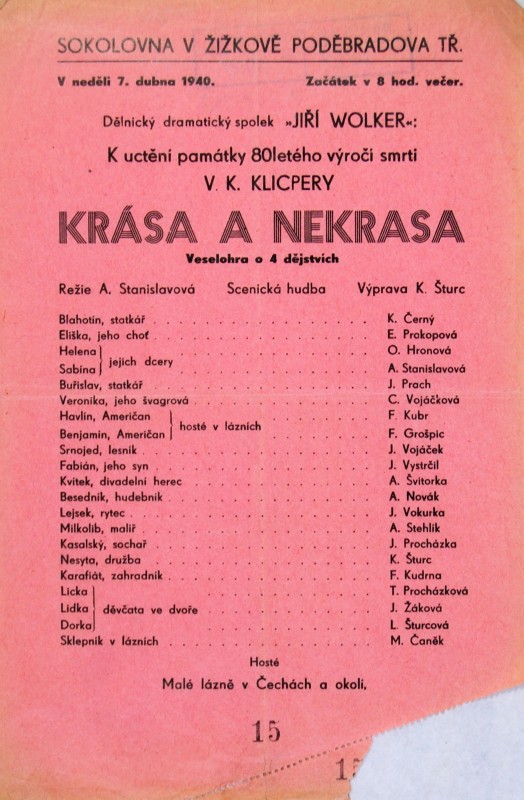 SOKOLOVNA V ŽIŽKOVĚ PODĚBRADOVA TŘ.
V neděli 7. dubna 1940. Začátek v 8 hod. večer.
Dělnický dramatický spolek „JIŘÍ WOLKER“:
K uctění památky 80letého výročí smrti
V. K. KLICPERY
KRÁSA A NEKRASA
Veselohra o 4 dějstvích
Režie A. Stanislavová Scenická hudba Výprava K. Šturc
Blahotín, statkář K. Černý
Eliška, jeho choť E. Prokopová
Helena O. Hronová
jejich dcery
Sabina A. Stanislavová
Buřislav, statkář J. Prach
Veronika, jeho švagrová C. Vojáčková
Havlín, Američan F. Kubr
hosté v lázních
Benjamin, Američan F. Grošpic
Srnojed, lesník J. Vojáček
Fabián, jeho syn J. Vystrčil
Kvítek, divadelní herec A. Švitorka
Besedník, hudebník A. Novák
Lejsek, rytec J. Vokurka
Milkolib, malíř A. Stehlík
Kasalský, sochař J. Procházka
Nesyta, družba K. Šturc
Karafiát, zahradník F. Kudrna
Licka T. Procházková
Lidka děvčata ve dvoře J. Žáková
Dorka L. Šturcová
Sklepník v lázních M. Čaněk
Hosté
Malé lázně v Čechách a okolí,
15
15